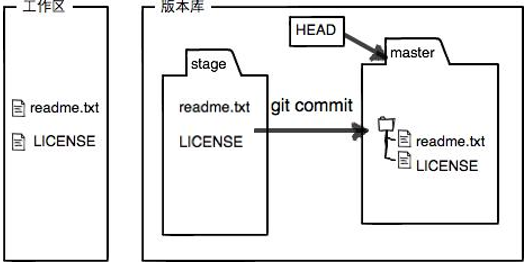 工作区
readme.txt
LICENSE
版本库
stage
readme.txt
LICENSE
git commit
HEAD
master
readme.txt
LICENSE